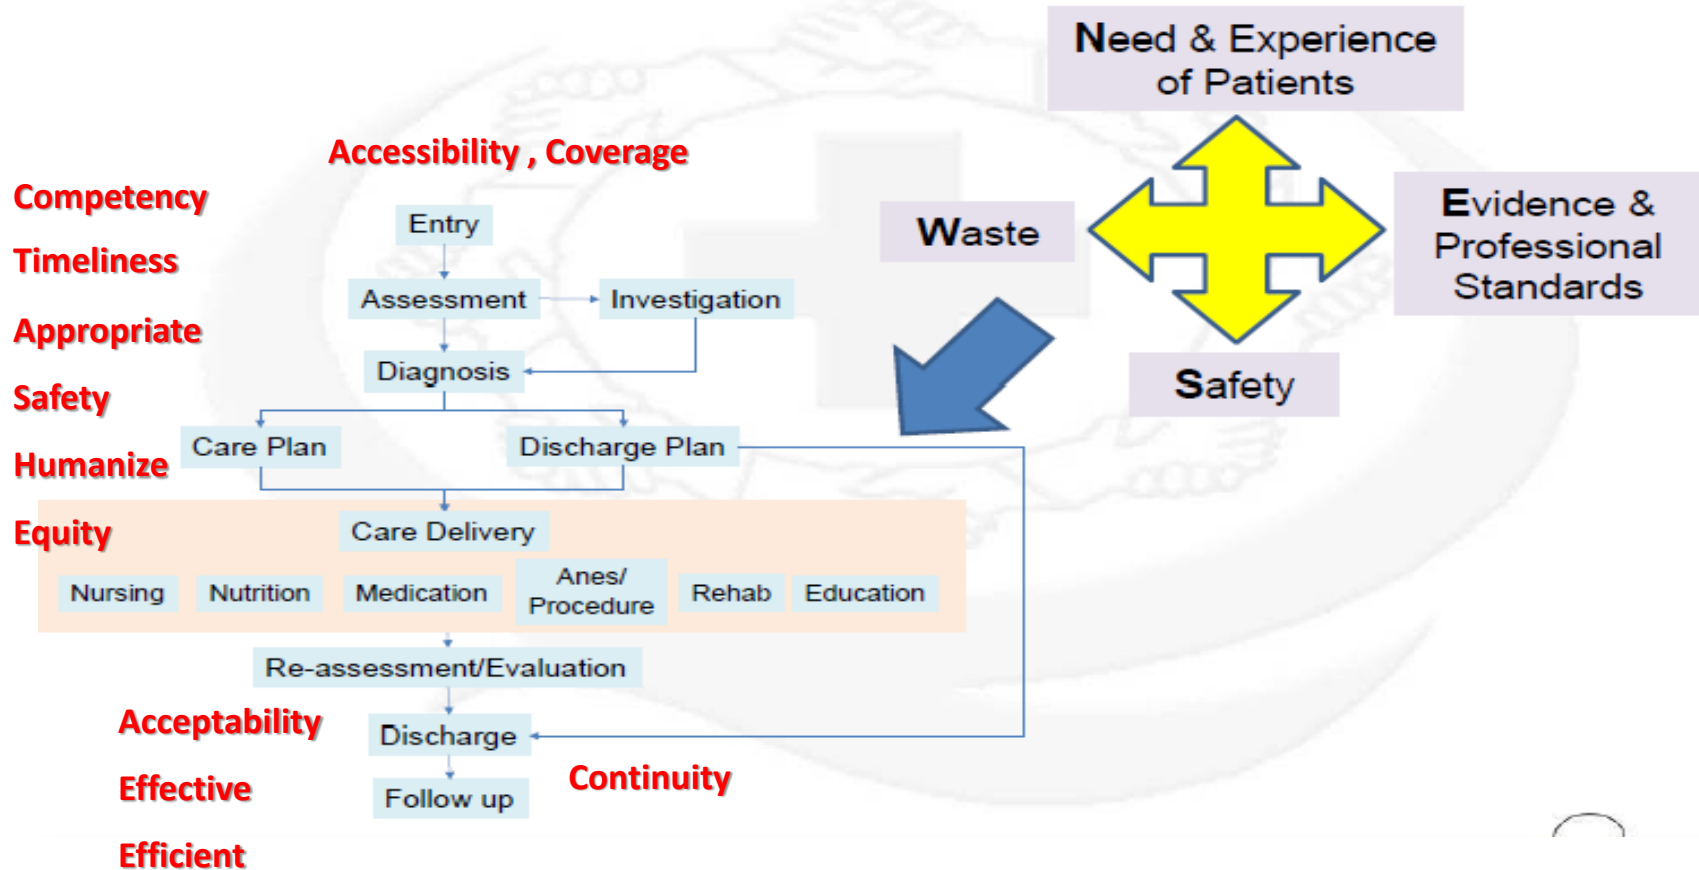 Need & Experience
of Patients
Accessibility , Coverage
Competency
Entry
Waste
Evidence &
Professional
Standards
Timeliness
Assessment
Investigation
Appropriate
Diagnosis
Safety
Safety
Care Plan
Discharge Plan
Humanize
Equity
Care Delivery
Nursing
Nutrition
Medication
Anes/
Procedure
Rehab
Education
Re-assessment/Evaluation
Acceptability
Discharge
Effective
Continuity
Follow up
Efficient